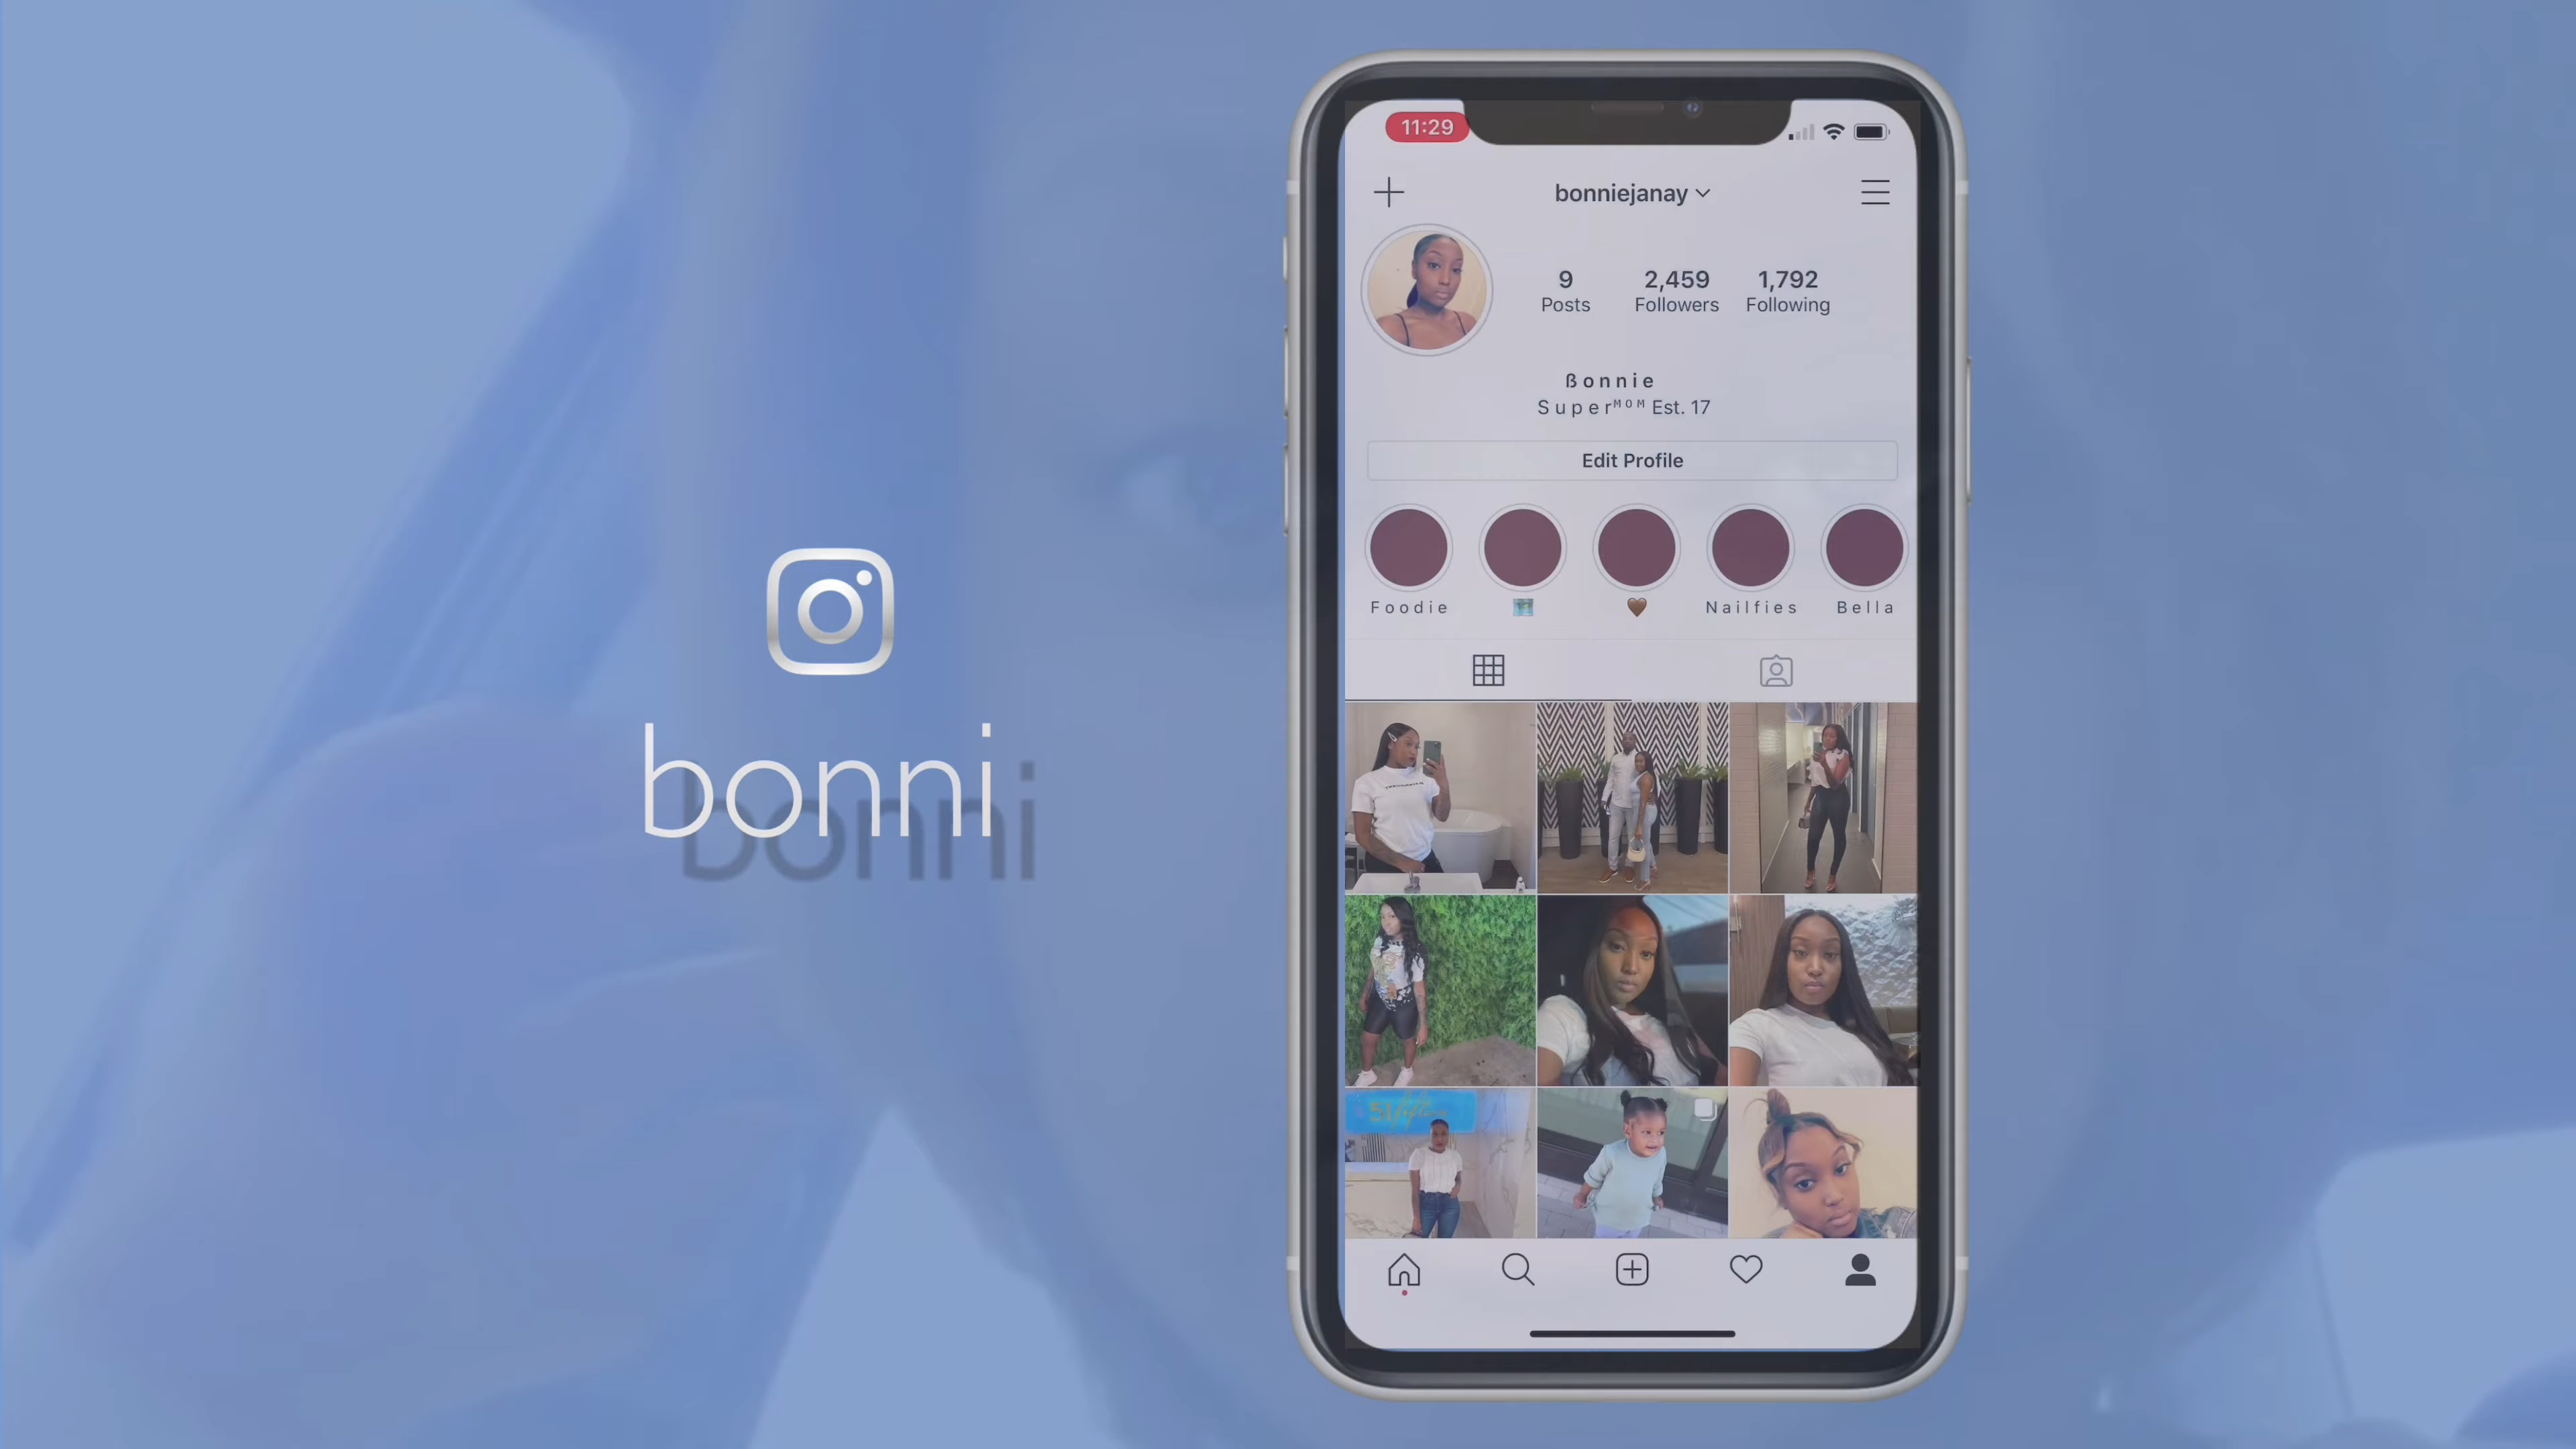 bonni
11:29
bonniejanay
9 2,459 1,792
Posts Followers Following
ßonnie
Superᴹᴼᴹ Est. 17
Edit Profile
Foodie Nailfies Bella